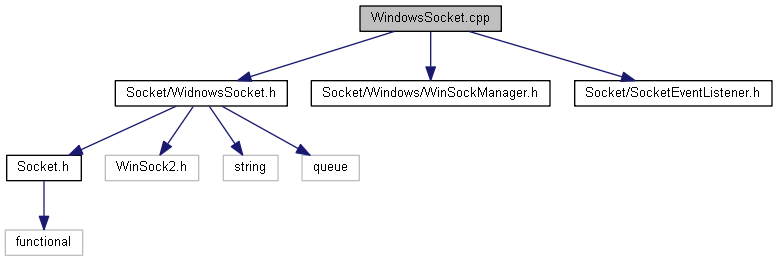 WindowsSocket.cpp
Socket/WidnowsSocket.h
Socket/Windows/WinSockManager.h
Socket/SocketEventListener.h
Socket.h
WinSock2.h
string
queue
functional